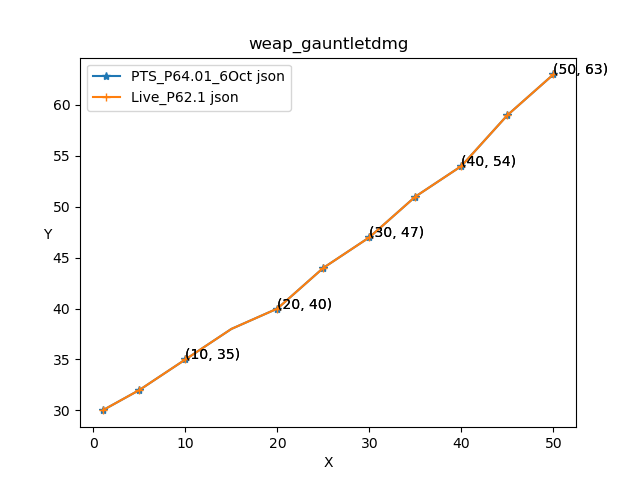 weap_gauntletdmg
PTS_P64.01_6Oct json
Live_P62.1 json
(50, 63)
(40, 54)
(30, 47)
(20, 40)
(10, 35)
Y
60
55
50
45
40
35
30
0 10 20 30 40 50
X